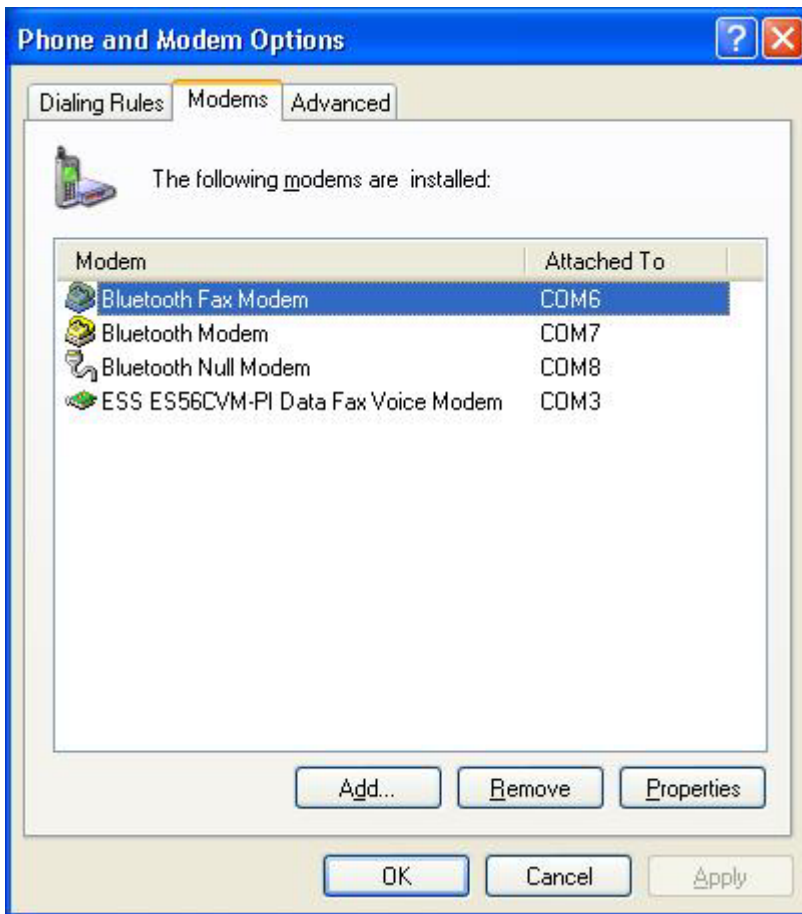 Phone and Modem Options
Dialing Rules Modems Advanced
The following modems are installed:
Modem Attached To
Bluetooth Fax Modem COM6
Bluetooth Modem COM7
Bluetooth Null Modem COM8
ESS ES56CVM-PI Data Fax Voice Modem COM3
Add... Remove Properties
OK Cancel Apply